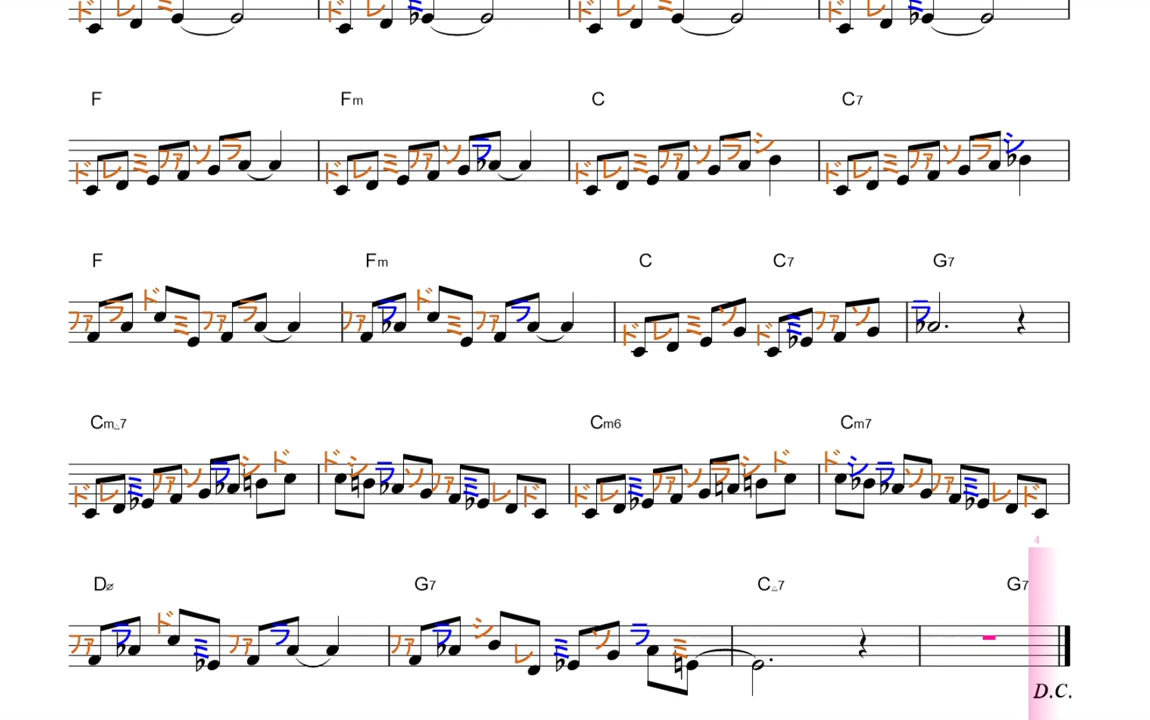 ド レ ミ ド レ ミ ド レ ミ ド レ ミ
F Fm C C7
ド レ ミ ファ ソ ラ ド レ ミ ファ ソ ラ ド レ ミ ファ ソ ラ シ ド レ ミ ファ ソ ラ シ
F Fm C C7 G7
ファ ラ ド ミ ファ ラ ファ ラ ド ミ ファ ラ ド レ ミ ソ ド ミ ファ ソ ラ
Cm△7 Cm6 Cm7
ド レ ミ ファ ソ ラ シ ド ド シ ラ ソ ファ ミ レ ド ド レ ミ ファ ソ ラ シ ド ド シ ラ ソ ファ ミ レ ド
4
Dø G7 C△7 G7
ファ ラ ド ミ ファ ラ ファ ラ シ レ ミ ソ ラ ミ
D.C.